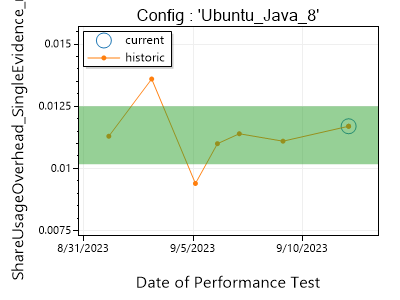 Config : 'Ubuntu_Java_8'
current
historic
0.015
0.0125
0.01
0.0075
8/31/2023
9/5/2023
9/10/2023
Date of Performance Test
ShareUsageOverhead_SingleEvidence_